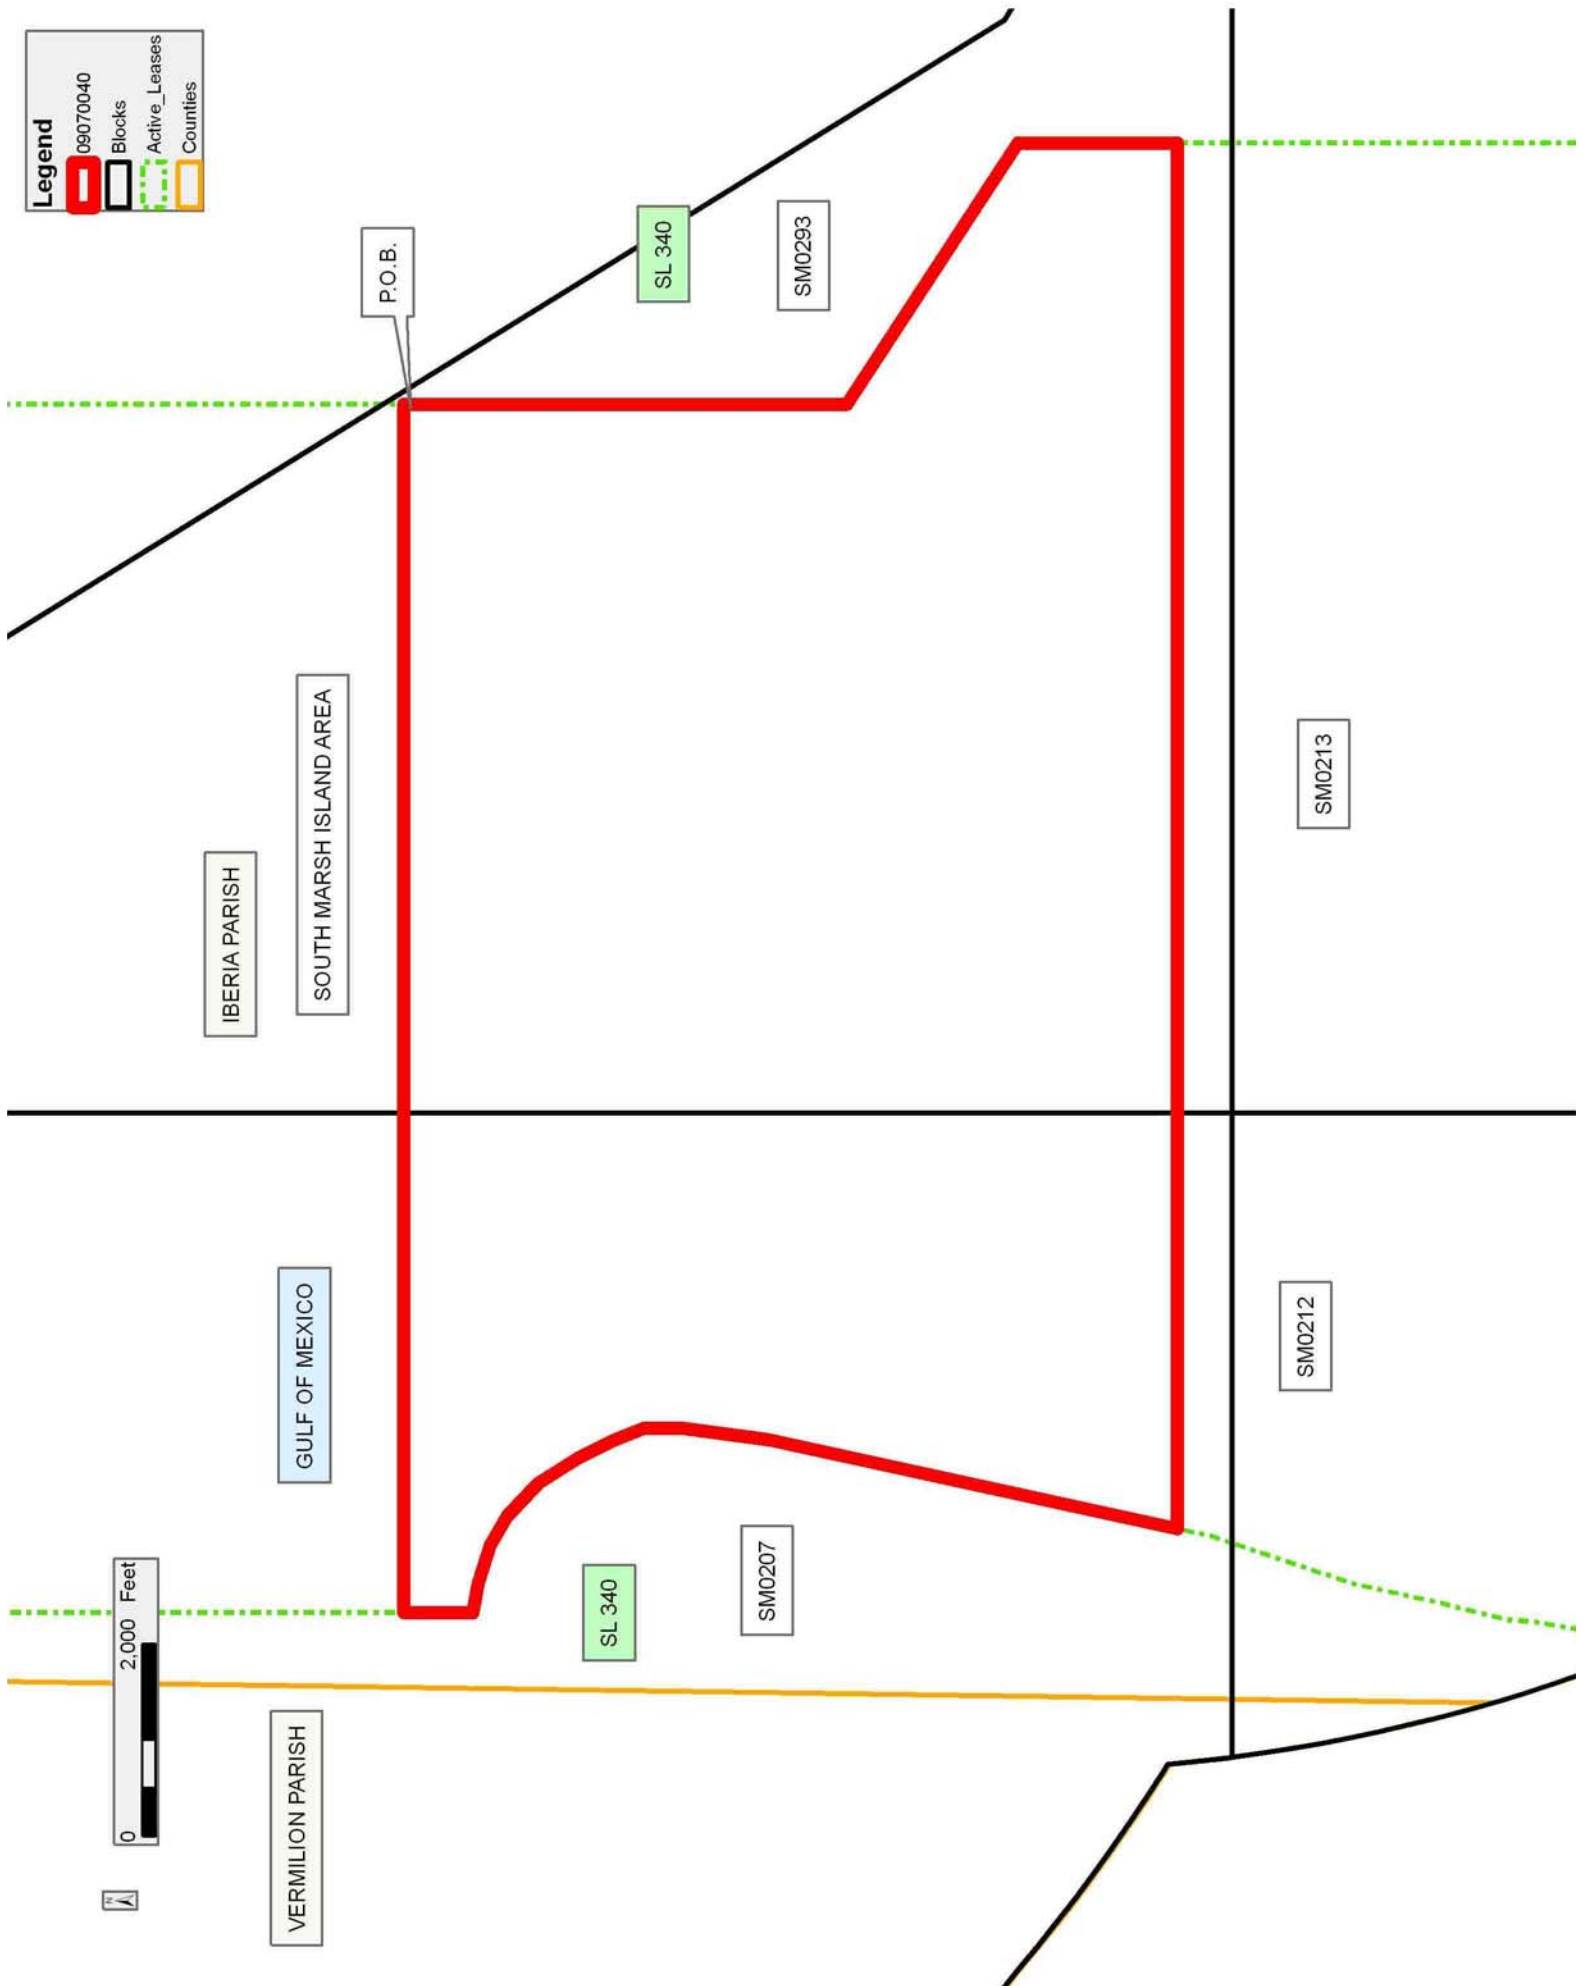 Legend
09070040
Blocks
Active_Leases
Counties
P.O.B.
SL 340
SM0293
SOUTH MARSH ISLAND AREA
IBERIA PARISH
SM0213
GULF OF MEXICO
SM0212
SL 340
SM0207
0 2,000 Feet
VERMILION PARISH
N